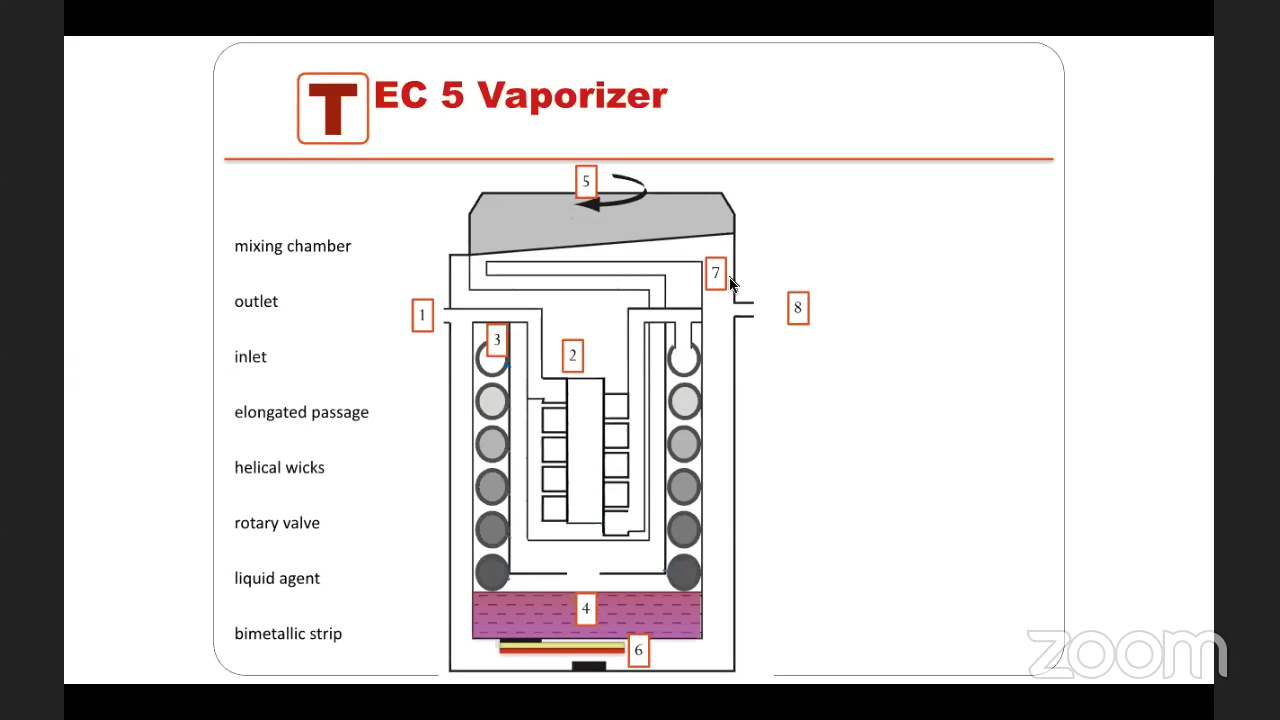 TEC 5 Vaporizer
5
mixing chamber
7
outlet
8
1
3
2
inlet
elongated passage
helical wicks
rotary valve
liquid agent
4
bimetallic strip
6
zoom